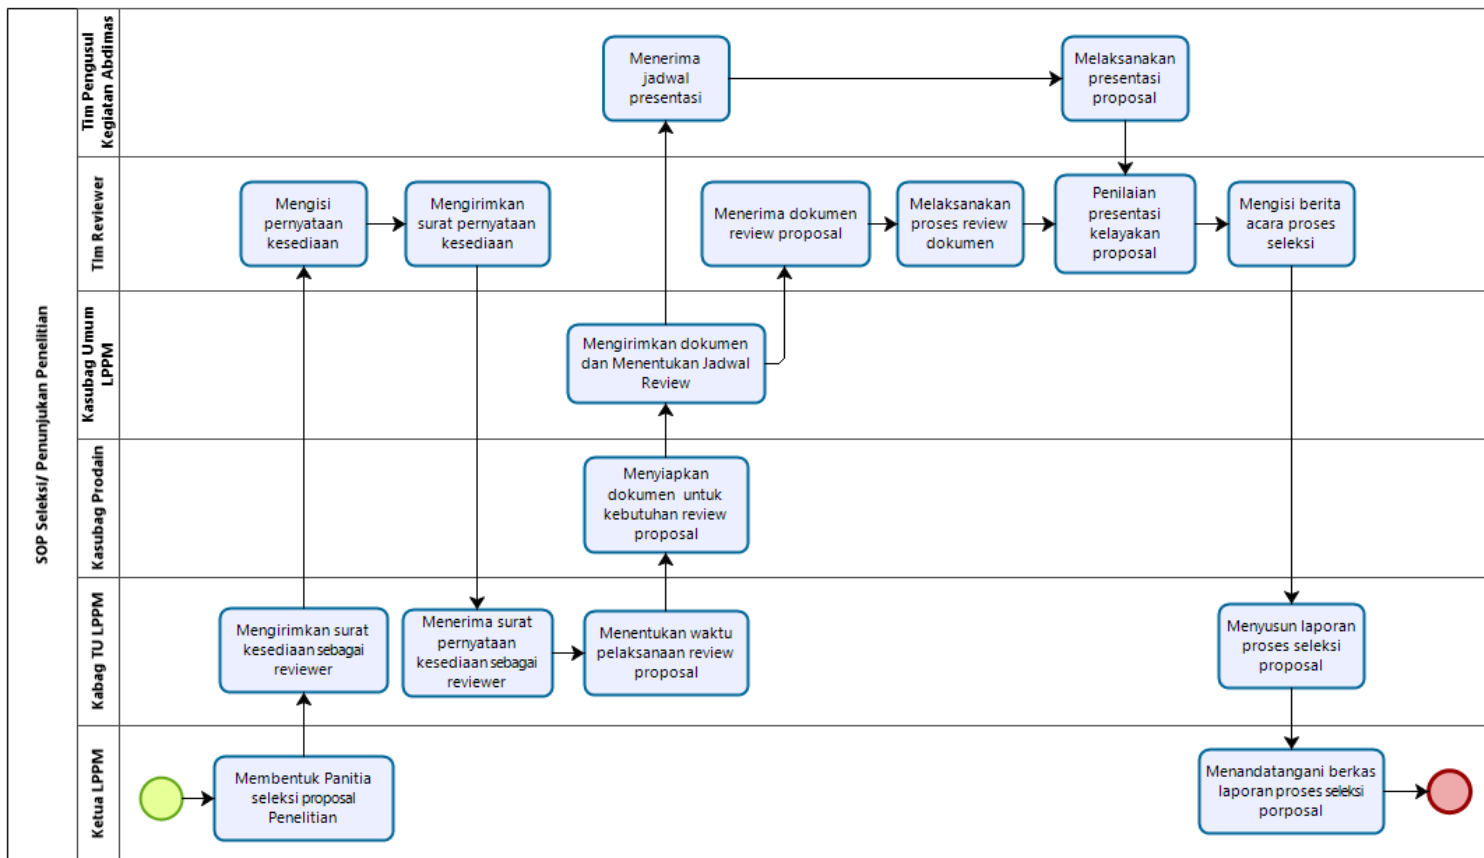 SOP Seleksi/ Penunjukan Penelitian
Tim Pengusul
Kegiatan Abdimas
Menerima
jadwal
presentasi
Melaksanakan
presentasi
proposal
Tim Reviewer
Mengisi
pernyataan
kesediaan
Mengirimkan
surat pernyataan
kesediaan
Menerima dokumen
review proposal
Melaksanakan
proses review
dokumen
Penilaian
presentasi
kelayakan
proposal
Mengisi berita
acara proses
seleksi
Kasubag Umum
LPPM
Mengirimkan dokumen
dan Menentukan Jadwal
Review
Kasubag Prodain
Menyiapkan
dokumen untuk
kebutuhan review
proposal
Kabag TU LPPM
Mengirimkan surat
kesediaan sebagai
reviewer
Menerima surat
pernyataan
kesediaan sebagai
reviewer
Menentukan waktu
pelaksanaan review
proposal
Menyusun laporan
proses seleksi
proposal
Ketua LPPM
Membentuk Panitia
seleksi proposal
Penelitian
Menandatangani berkas
laporan proses seleksi
porposal